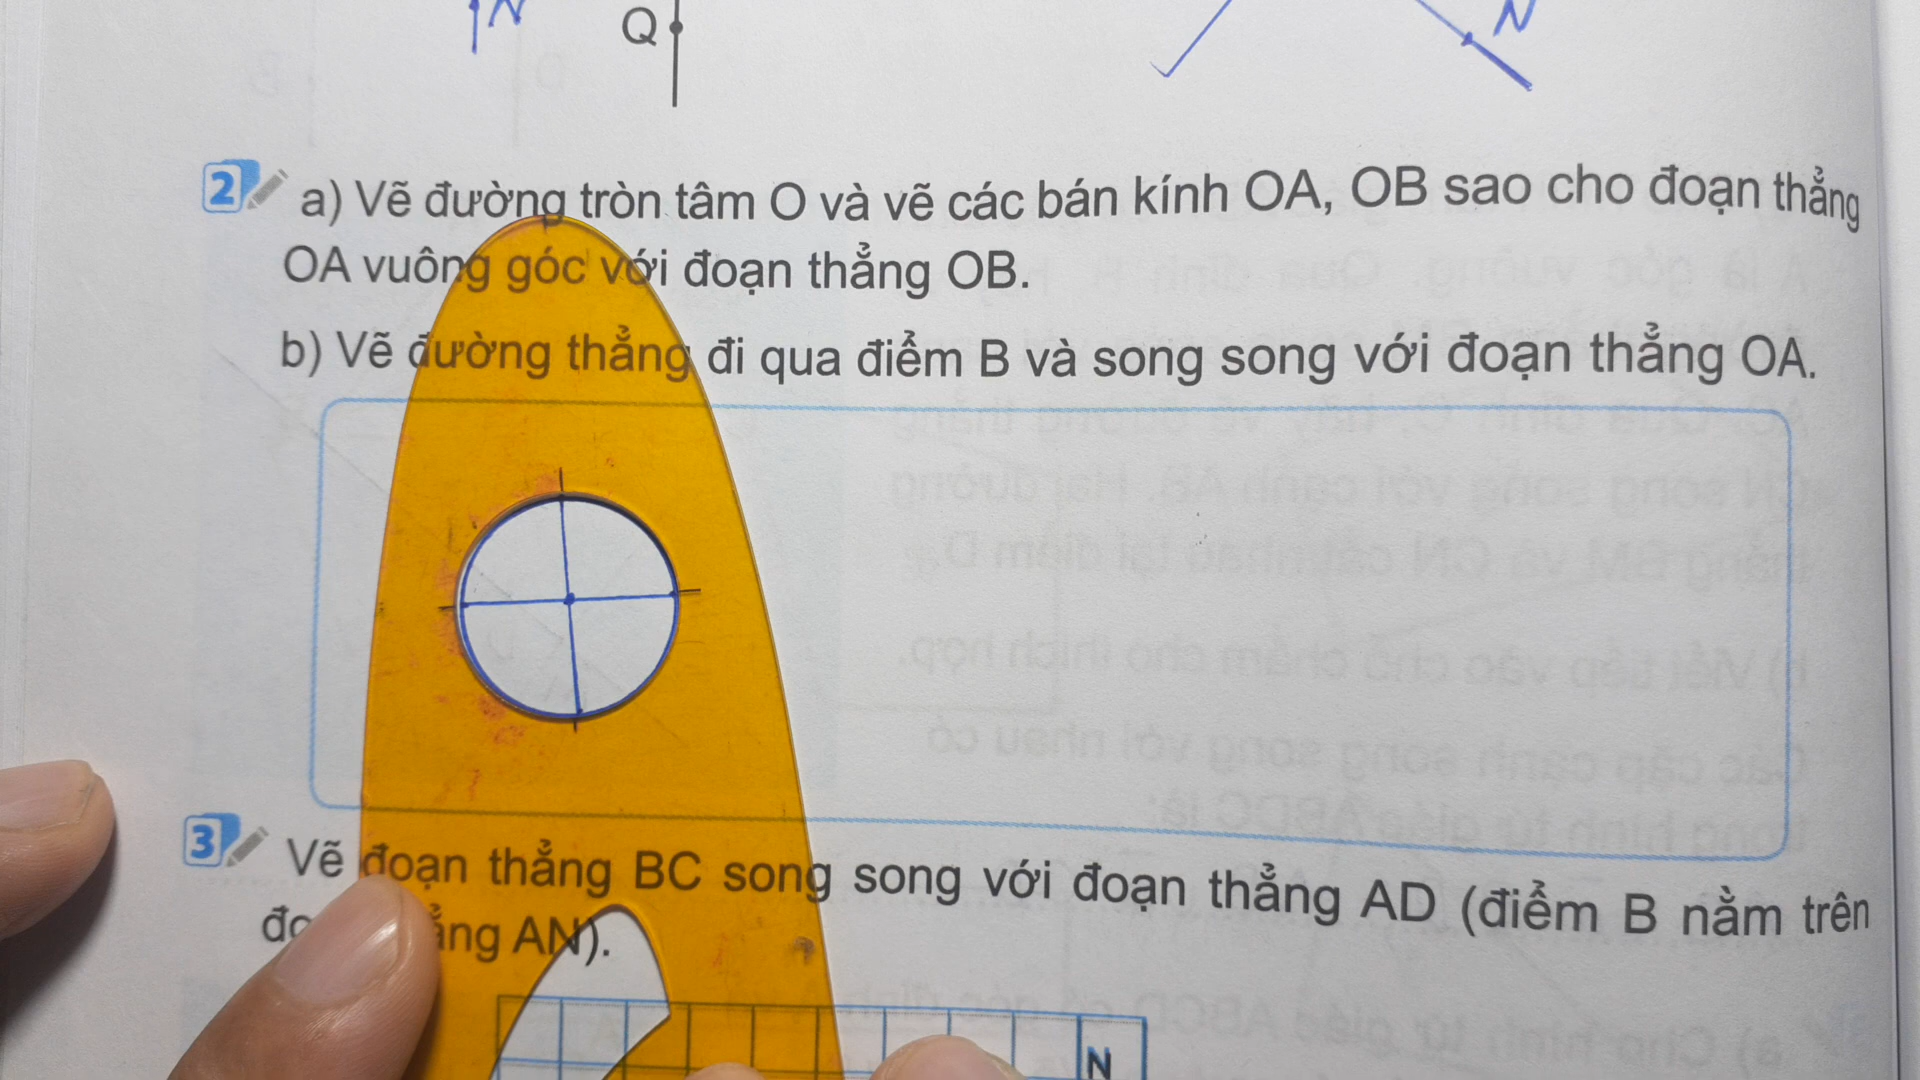 N
Q
N
2 a) Vẽ đường tròn tâm O và vẽ các bán kính OA, OB sao cho đoạn thẳng
OA vuông góc với đoạn thẳng OB.
b) Vẽ đường thẳng đi qua điểm B và song song với đoạn thẳng OA.
3 Vẽ đoạn thẳng BC song song với đoạn thẳng AD (điểm B nằm trên
AN).
N